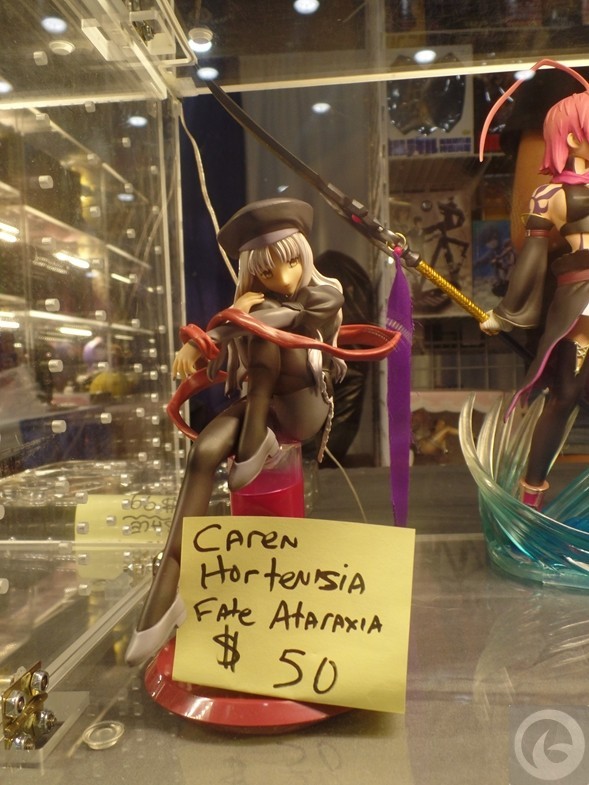 Caren
Hortensia
Fate Ataraxia
$ 50